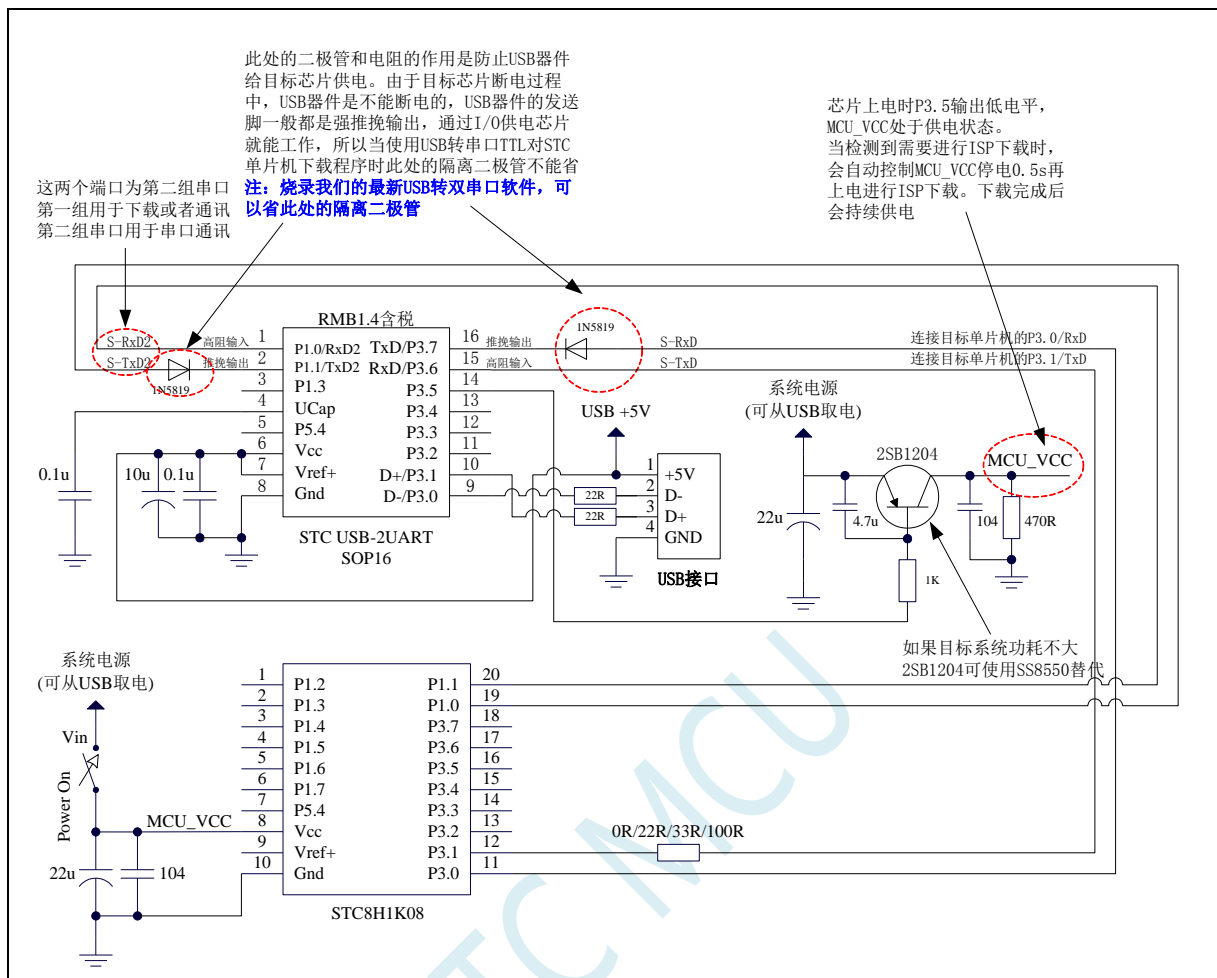 此处的二极管和电阻的作用是防止USB器件
给目标芯片供电。由于目标芯片断电过程
中，USB器件是不能断电的，USB器件的发送
脚一般都是强推挽输出，通过I/O供电芯片
就能工作，所以当使用USB转串口TTL对STC
单片机下载程序时此处的隔离二极管不能省
注：烧录我们的最新USB转双串口软件，可
以省此处的隔离二极管
芯片上电时P3.5输出低电平，
MCU_VCC处于供电状态。
当检测到需要进行ISP下载时，
会自动控制MCU_VCC停电0.5s再
上电进行ISP下载。下载完成后
会持续供电
这两个端口为第二组串口
第一组用于下载或者通讯
第二组串口用于串口通讯
RMB1.4含税
S-RxD2 高阻输入 1 P1.0/RxD2 TxD/P3.7 16 推挽输出 1N5819 S-RxD 连接目标单片机的P3.0/RxD
S-TxD2 1N5819 推挽输出 2 P1.1/TxD2 RxD/P3.6 15 高阻输入 S-TxD 连接目标单片机的P3.1/TxD
3 P1.3 P3.5 14
4 UCap P3.4 13
5 P5.4 P3.3 12
6 Vcc P3.2 11
7 Vref+ D+/P3.1 10
8 Gnd D-/P3.0 9
STC USB-2UART
SOP16
0.1u
10u
0.1u
USB +5V
22R
22R
1 +5V
2 D-
3 D+
4 GND
USB接口
系统电源
(可从USB取电)
2SB1204
MCU_VCC
22u
4.7u
104
470R
1K
如果目标系统功耗不大
2SB1204可使用SS8550替代
系统电源
(可从USB取电)
Vin
Power On
MCU_VCC
22u
104
1 P1.2 P1.1 20
2 P1.3 P1.0 19
3 P1.4 P3.7 18
4 P1.5 P3.6 17
5 P1.6 P3.5 16
6 P1.7 P3.4 15
7 P5.4 P3.3 14
8 Vcc P3.2 13
9 Vref+ P3.1 12
10 Gnd P3.0 11
0R/22R/33R/100R
STC8H1K08
STC MCU